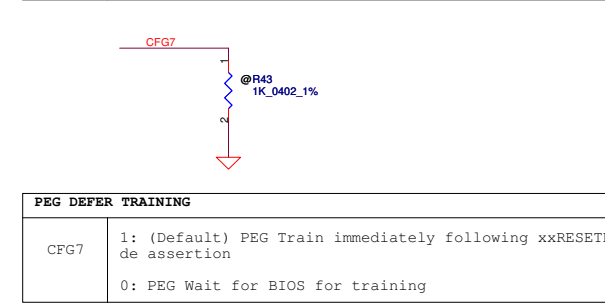 CFG7
1
@R43
1K_0402_1%
2
PEG DEFER TRAINING
CFG7
1: (Default) PEG Train immediately following
de assertion
0: PEG Wait for BIOS for training